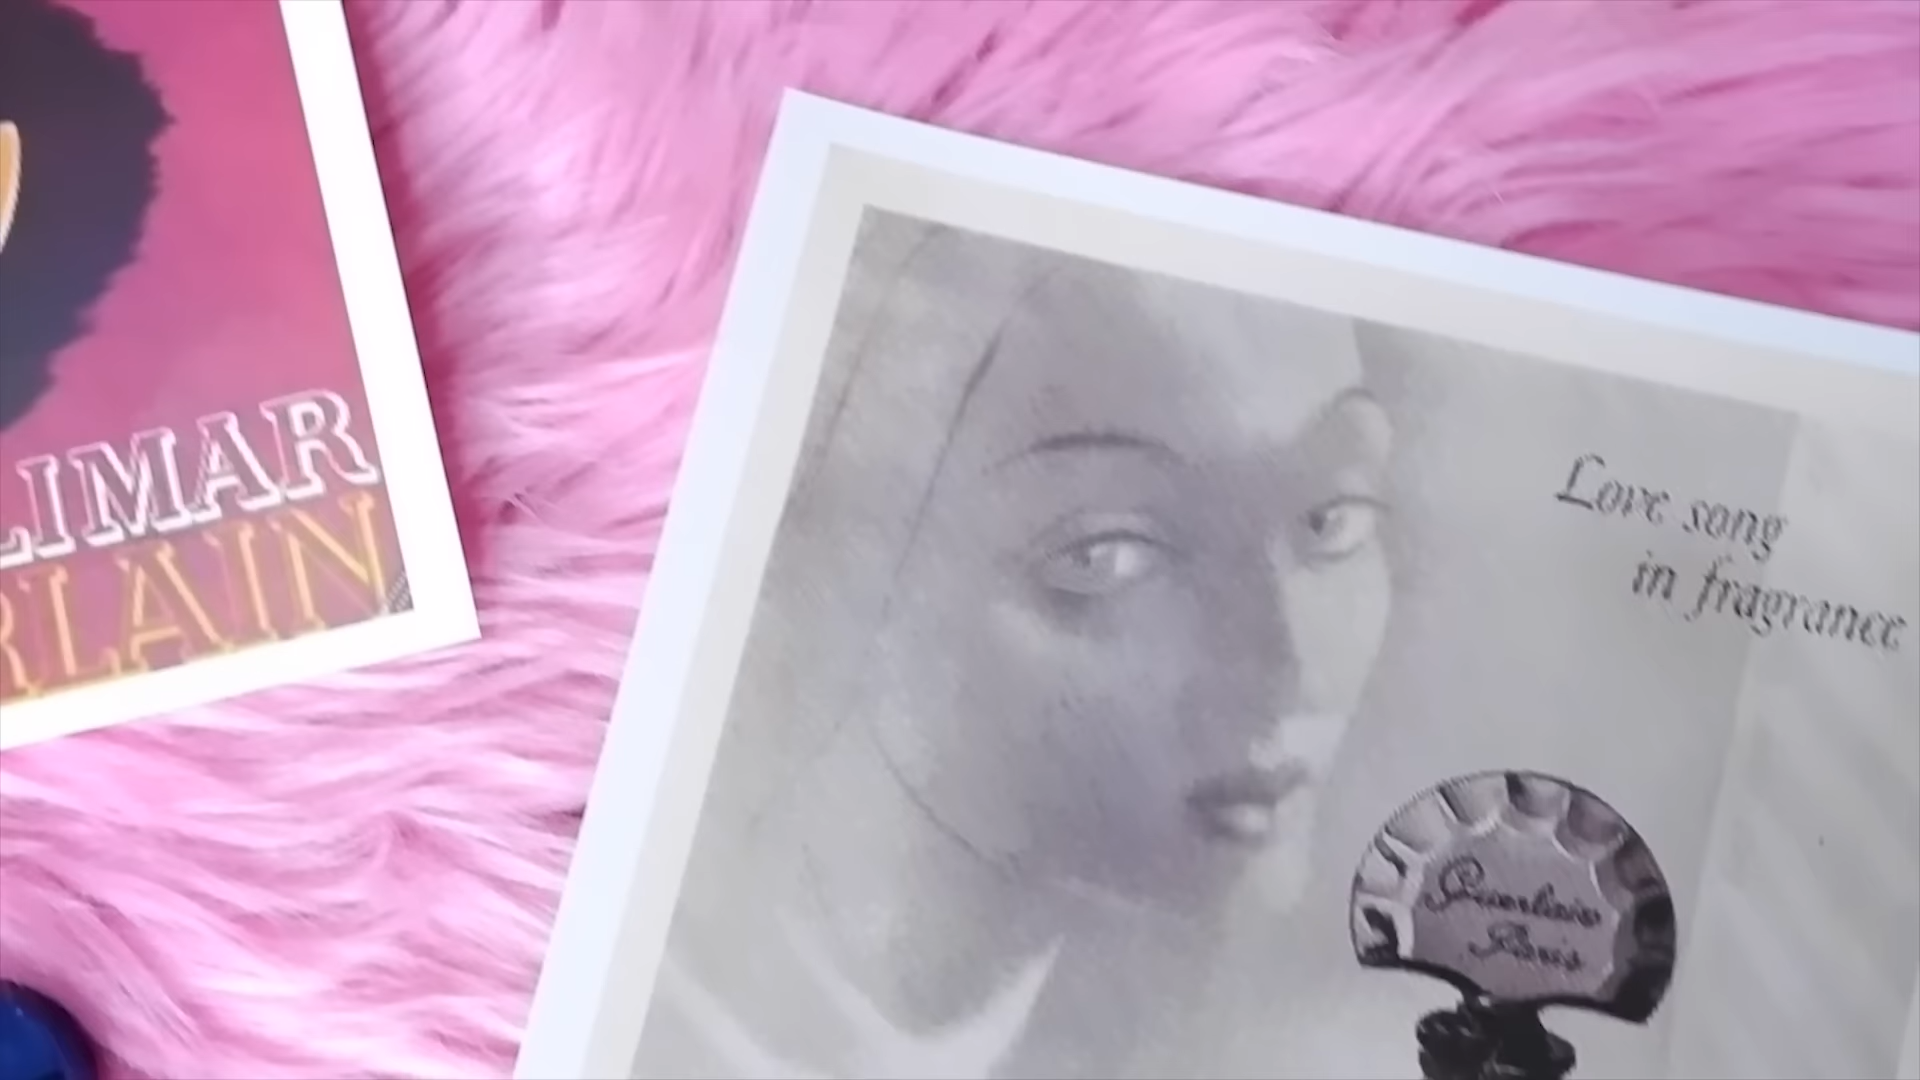 LIMAR
RLAIN
Love song
in fragrance
Guerlain
Paris